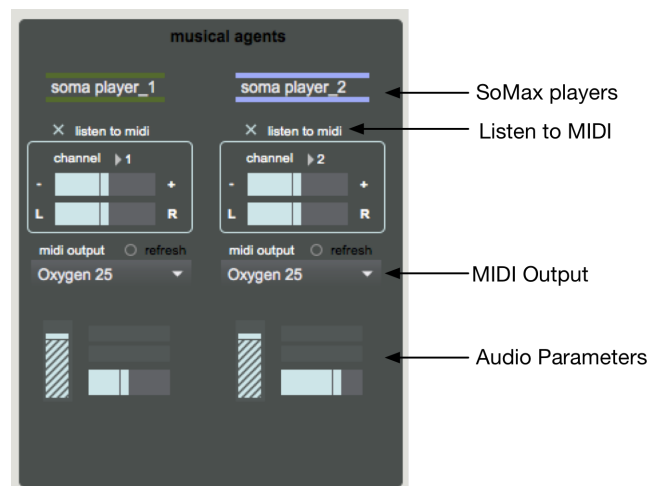 musical agents
soma player_1 soma player_2
SoMax players
× listen to midi × listen to midi
Listen to MIDI
channel 1 channel 2
- + - +
L R L R
midi output refresh midi output refresh
Oxygen 25 Oxygen 25
MIDI Output
Audio Parameters